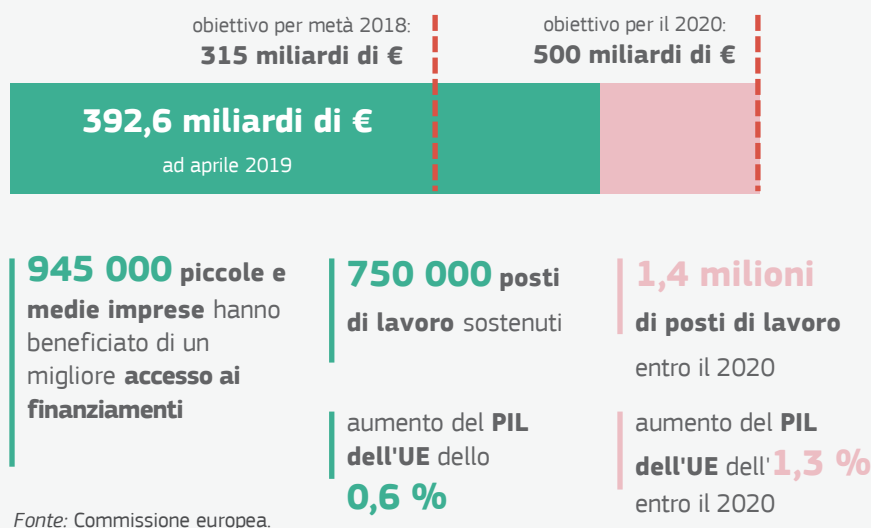 obiettivo per metà 2018:
315 miliardi di €
obiettivo per il 2020:
500 miliardi di €
392,6 miliardi di €
ad aprile 2019
945 000 piccole e
medie imprese hanno
beneficiato di un
migliore accesso ai
finanziamenti
750 000 posti
di lavoro sostenuti
aumento del PIL
dell'UE dello
0,6 %
1,4 milioni
di posti di lavoro
entro il 2020
aumento del PIL
dell'UE dell'1,3 %
entro il 2020
Fonte: Commissione europea.